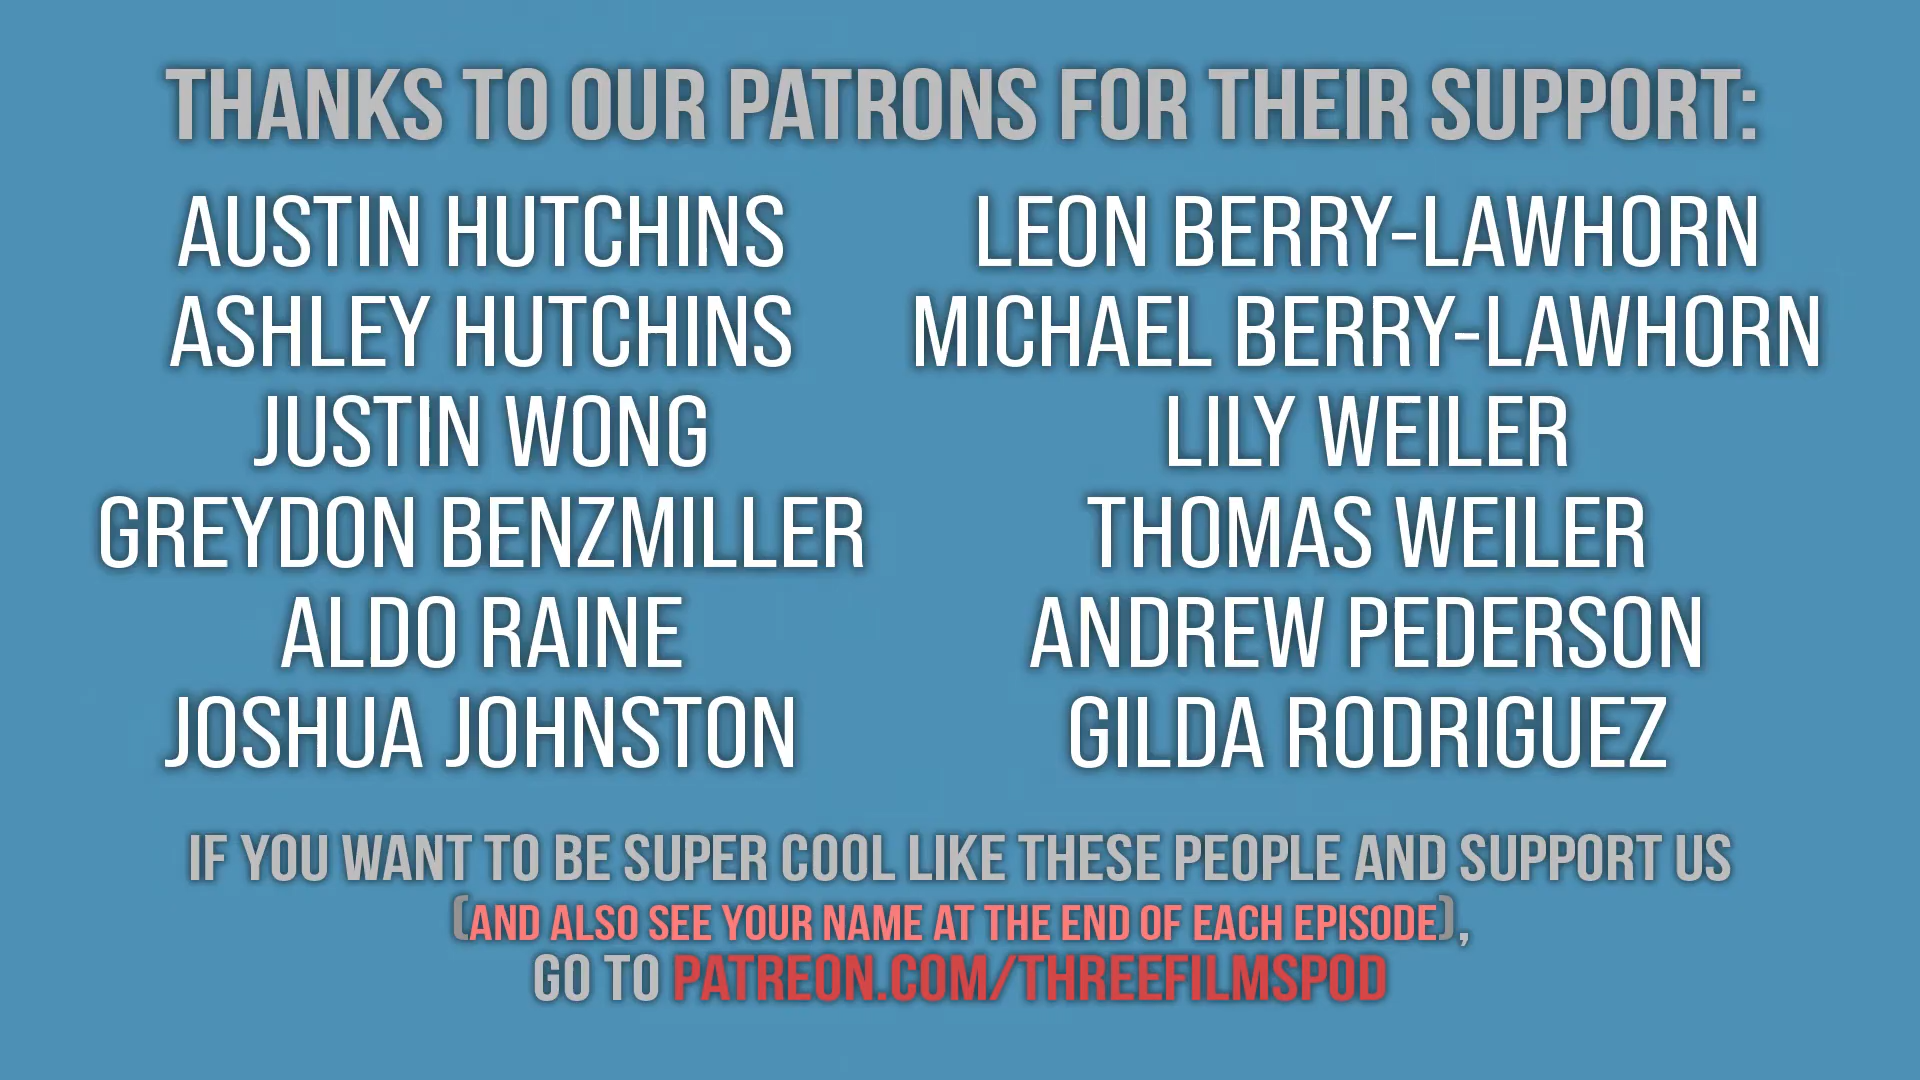 THANKS TO OUR PATRONS FOR THEIR SUPPORT:
AUSTIN HUTCHINS
ASHLEY HUTCHINS
JUSTIN WONG
GREYDON BENZMILLER
ALDO RAINE
JOSHUA JOHNSTON
LEON BERRY-LAWHORN
MICHAEL BERRY-LAWHORN
LILY WEILER
THOMAS WEILER
ANDREW PEDERSON
GILDA RODRIGUEZ
IF YOU WANT TO BE SUPER COOL LIKE THESE PEOPLE AND SUPPORT US
(AND ALSO SEE YOUR NAME AT THE END OF EACH EPISODE),
GO TO PATREON.COM/THREEFILMSPOD